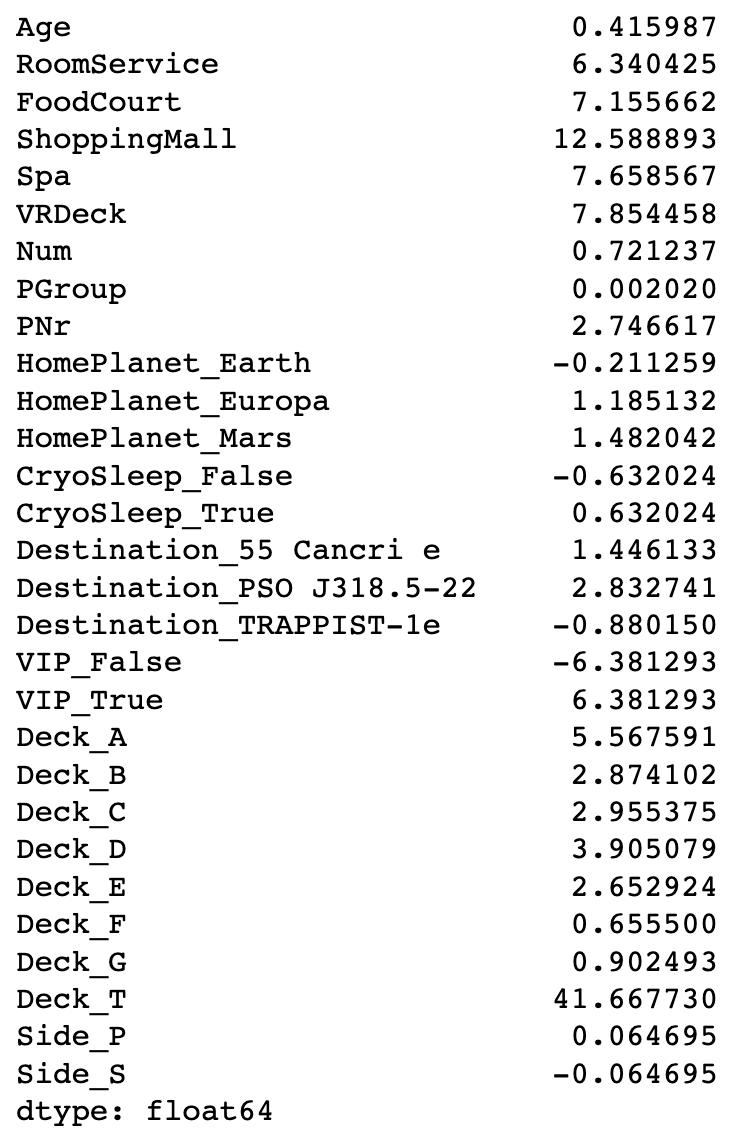 Age 0.415987
RoomService 6.340425
FoodCourt 7.155662
ShoppingMall 12.588893
Spa 7.658567
VRDeck 7.854458
Num 0.721237
PGroup 0.002020
PNr 2.746617
HomePlanet_Earth -0.211259
HomePlanet_Europa 1.185132
HomePlanet_Mars 1.482042
CryoSleep_False -0.632024
CryoSleep_True 0.632024
Destination_55 Cancri e 1.446133
Destination_PSO J318.5-22 2.832741
Destination_TRAPPIST-1e -0.880150
VIP_False -6.381293
VIP_True 6.381293
Deck_A 5.567591
Deck_B 2.874102
Deck_C 2.955375
Deck_D 3.905079
Deck_E 2.652924
Deck_F 0.655500
Deck_G 0.902493
Deck_T 41.667730
Side_P 0.064695
Side_S -0.064695
dtype: float64